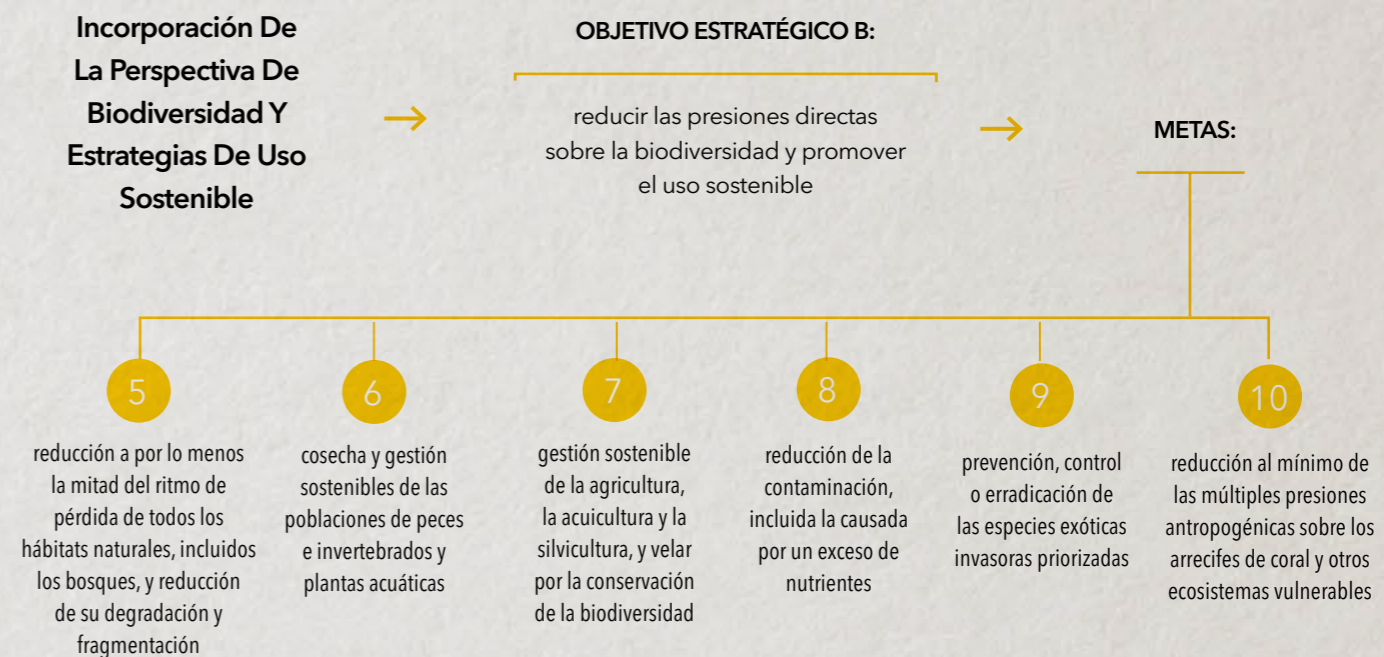 Incorporación De
La Perspectiva De
Biodiversidad Y
Estrategias De Uso
Sostenible
OBJETIVO ESTRATÉGICO B:
reducir las presiones directas
sobre la biodiversidad y promover
el uso sostenible
METAS:
5
reducción a por lo menos
la mitad del ritmo de
pérdida de todos los
hábitats naturales, incluidos
los bosques, y reducción
de su degradación y
fragmentación
6
cosecha y gestión
sostenibles de las
poblaciones de peces
e invertebrados y
plantas acuáticas
7
gestión sostenible
de la agricultura,
la acuicultura y la
silvicultura, y velar
por la conservación
de la biodiversidad
8
reducción de la
contaminación,
incluida la causada
por un exceso de
nutrientes
9
prevención, control
o erradicación de
las especies exóticas
invasoras priorizadas
10
reducción al mínimo de
las múltiples presiones
antropogénicas sobre los
arrecifes de coral y otros
ecosistemas vulnerables